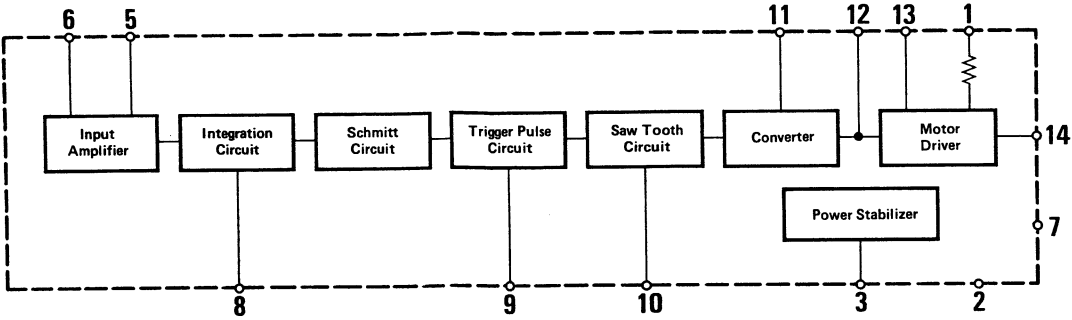 6 5 11 12 13 1
Input
Amplifier
Integration
Circuit
Schmitt
Circuit
Trigger Pulse
Circuit
Saw Tooth
Circuit
Converter
Motor
Driver
14
Power Stabilizer
7
8 9 10 3 2